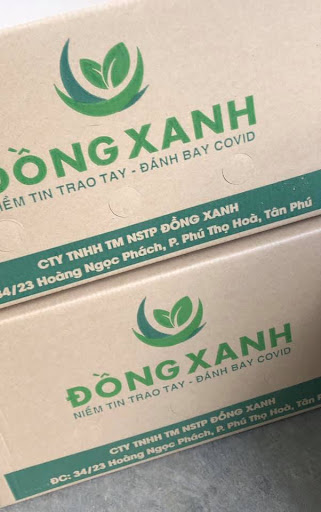 ĐỒNG XANH
NIỀM TIN TRAO TAY - ĐÁNH BAY COVID
CTY TNHH TM NSTP ĐỒNG XANH
34/23 Hoàng Ngọc Phách, P. Phú Thọ Hoà, Tân Phú
ĐỒNG XANH
NIỀM TIN TRAO TAY - ĐÁNH BAY COVID
CTY TNHH TM NSTP ĐỒNG XANH
ĐC: 34/23 Hoàng Ngọc Phách, P. Phú Thọ Hoà, Tân